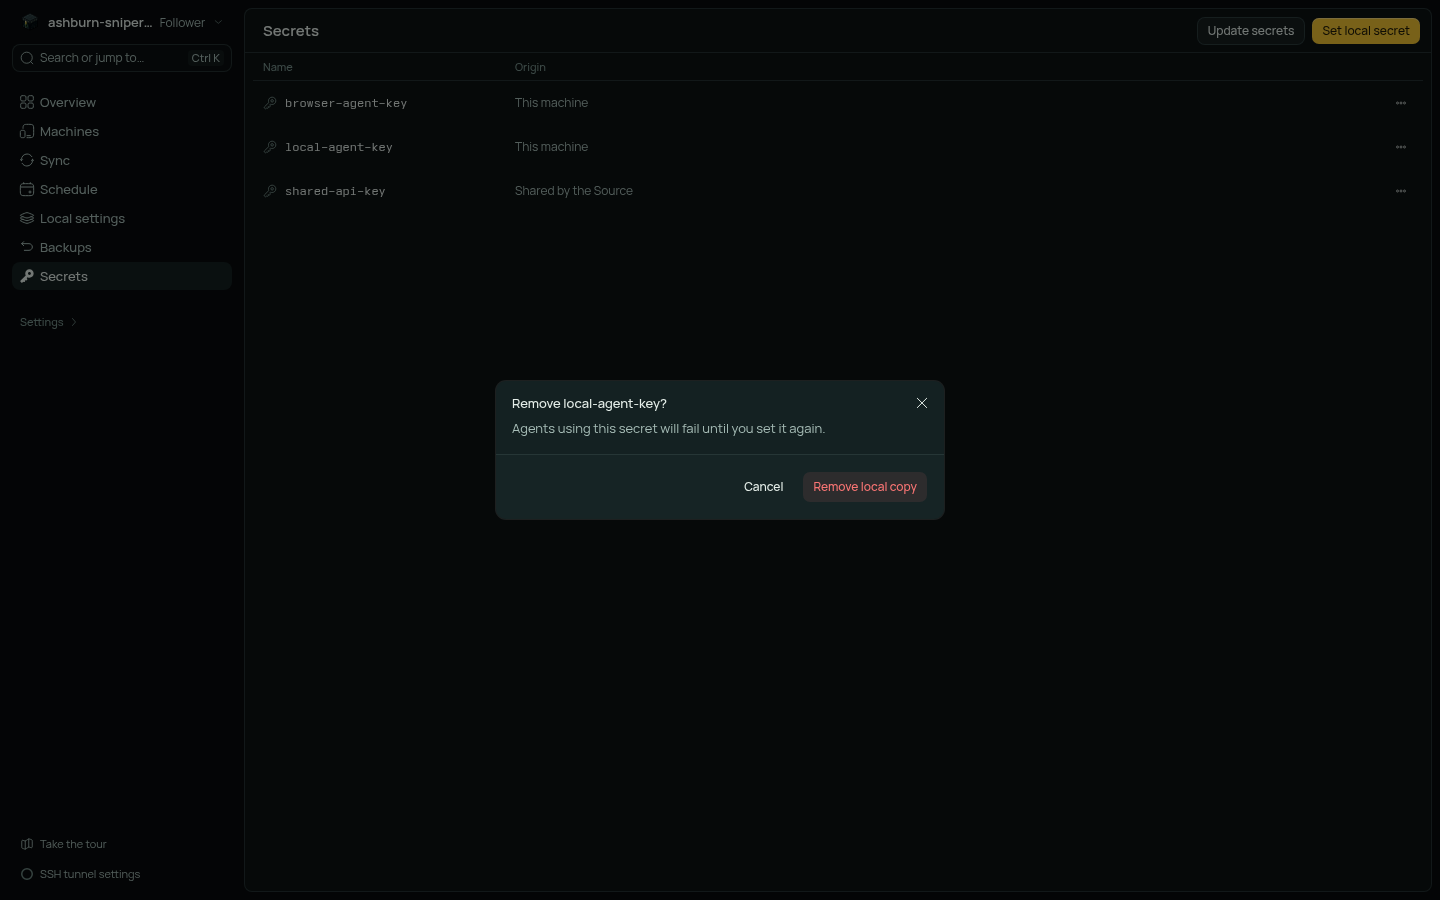 ashburn-sniper... Follower
Search or jump to... Ctrl K
Overview
Machines
Sync
Schedule
Local settings
Backups
Secrets
Settings
Take the tour
SSH tunnel settings
Secrets
Update secrets
Set local secret
Name Origin
browser-agent-key This machine
local-agent-key This machine
shared-api-key Shared by the Source
Remove local-agent-key?
Agents using this secret will fail until you set it again.
Cancel
Remove local copy